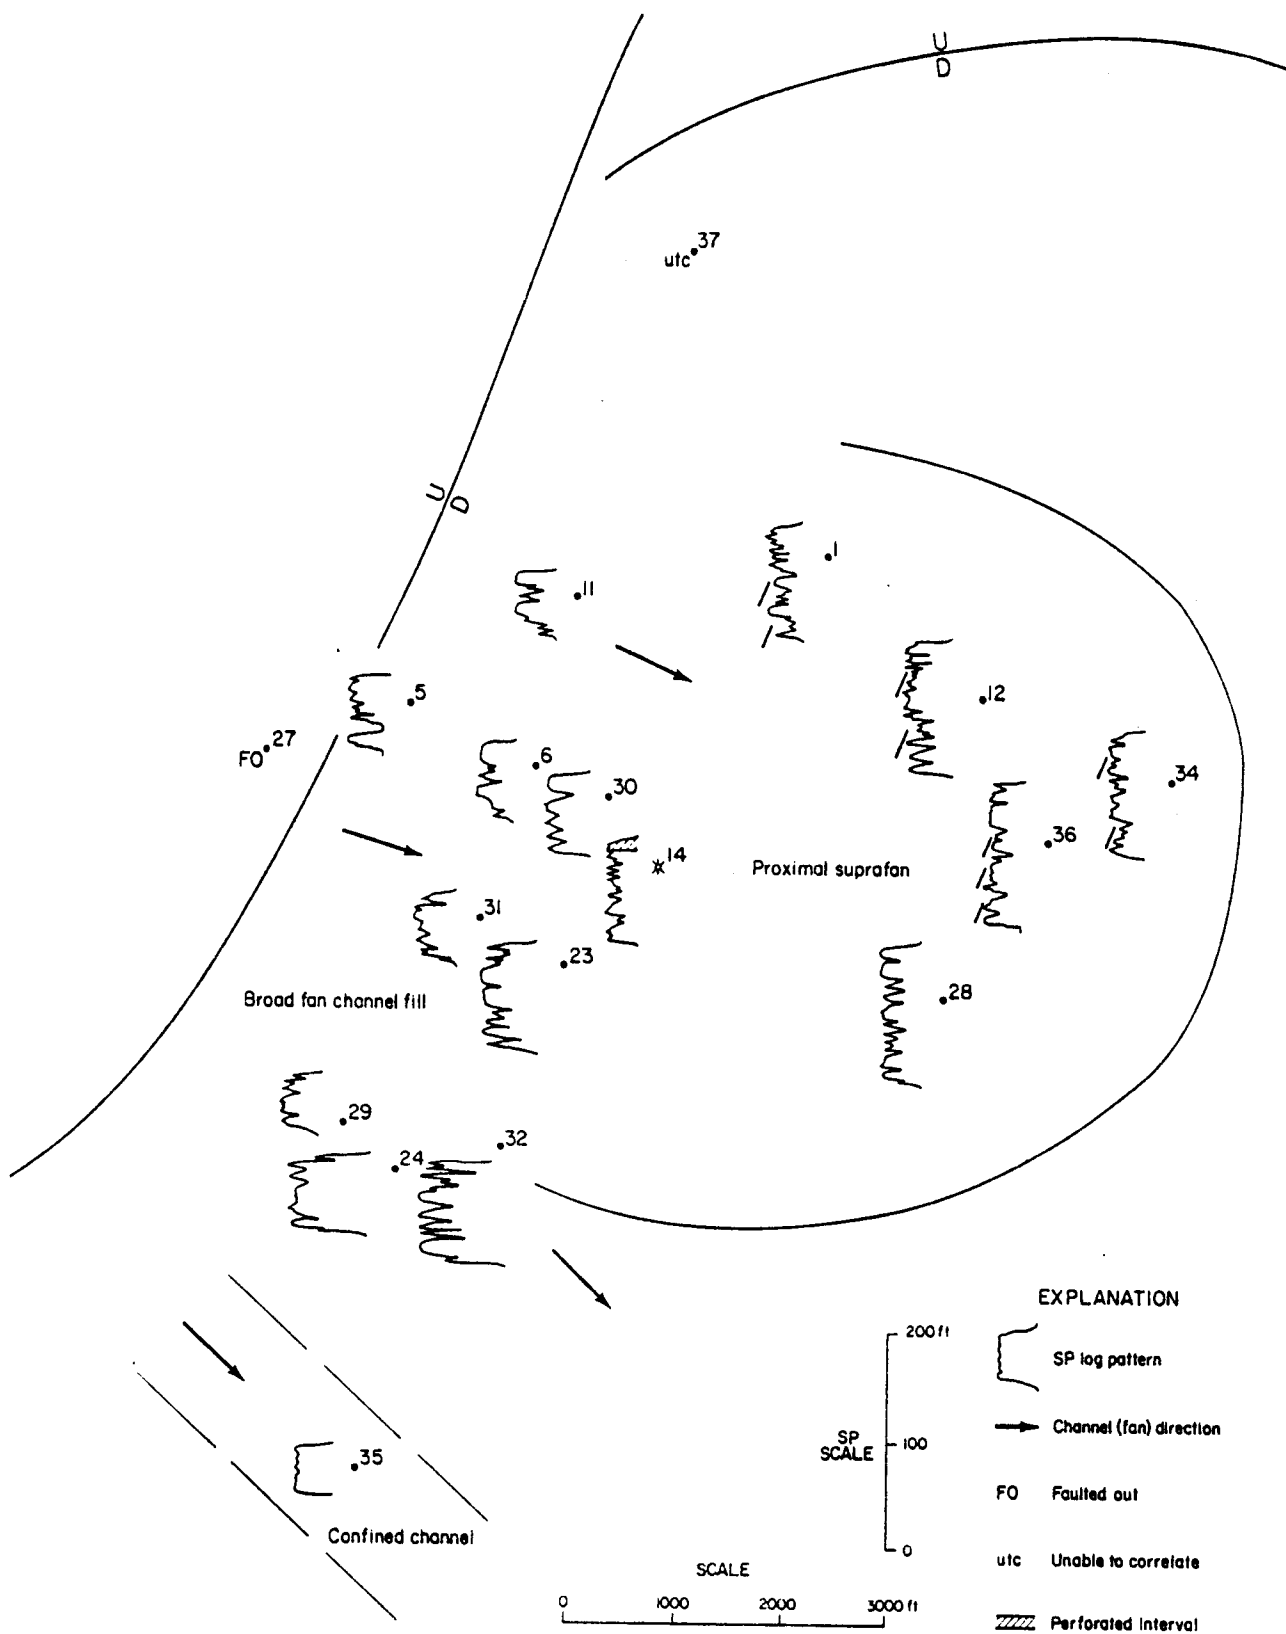 U
D
37
utc
U
D
1
11
12
5
34
27
FO
6
30
36
14
Proximal suprafan
31
23
28
Broad fan channel fill
29
32
24
EXPLANATION
200 ft
SP log pattern
Channel (fan) direction
SP
SCALE
100
35
FO Faulted out
Confined channel
0
utc Unable to correlate
SCALE
0 1000 2000 3000 ft
Perforated Interval